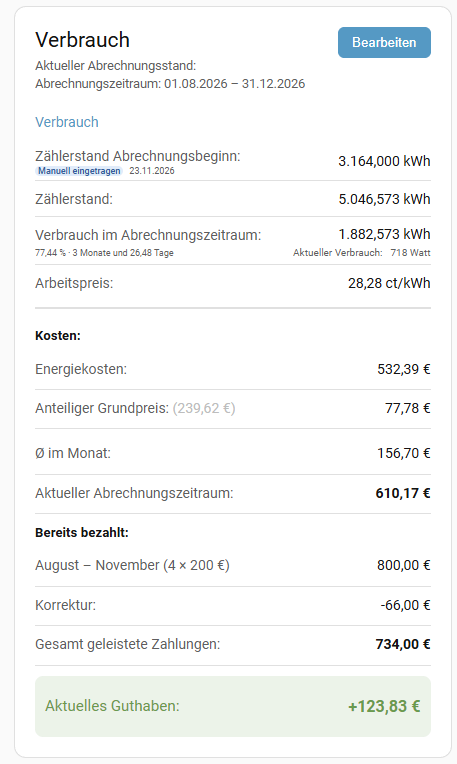 Verbrauch
Bearbeiten
Aktueller Abrechnungsstand:
Abrechnungszeitraum: 01.08.2026 – 31.12.2026
Verbrauch
Zählerstand Abrechnungsbeginn: 3.164,000 kWh
Manuell eingetragen 23.11.2026
Zählerstand: 5.046,573 kWh
Verbrauch im Abrechnungszeitraum: 1.882,573 kWh
77,44 % · 3 Monate und 26,48 Tage Aktueller Verbrauch: 718 Watt
Arbeitspreis: 28,28 ct/kWh
Kosten:
Energiekosten: 532,39 €
Anteiliger Grundpreis: (239,62 €) 77,78 €
Ø im Monat: 156,70 €
Aktueller Abrechnungszeitraum: 610,17 €
Bereits bezahlt:
August – November (4 × 200 €) 800,00 €
Korrektur: -66,00 €
Gesamt geleistete Zahlungen: 734,00 €
Aktuelles Guthaben: +123,83 €